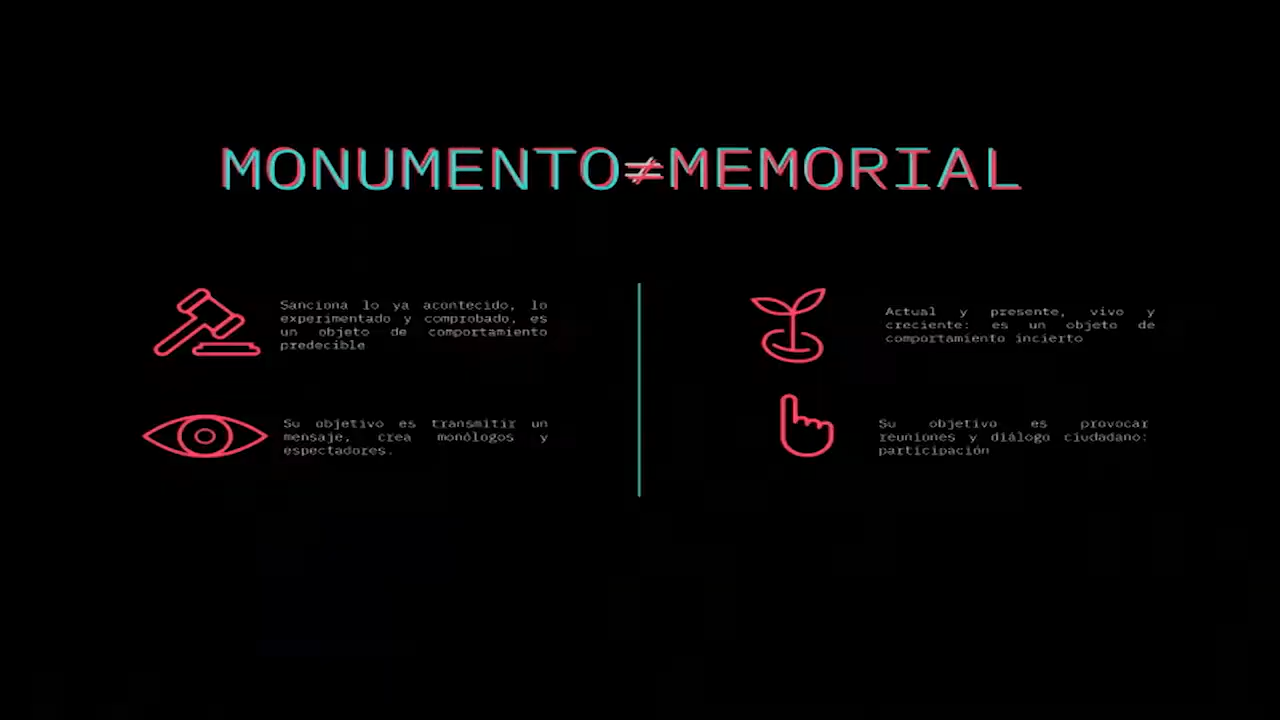 MONUMENTO≠MEMORIAL
Sanciona lo ya acontecido, lo
experimentado y comprobado, es
un objeto de comportamiento
predecible
Su objetivo es transmitir un
mensaje, crea monólogos y
espectadores.
Actual y presente, vivo y
creciente: es un objeto de
comportamiento incierto
Su objetivo es provocar
reuniones y diálogo ciudadano:
participación